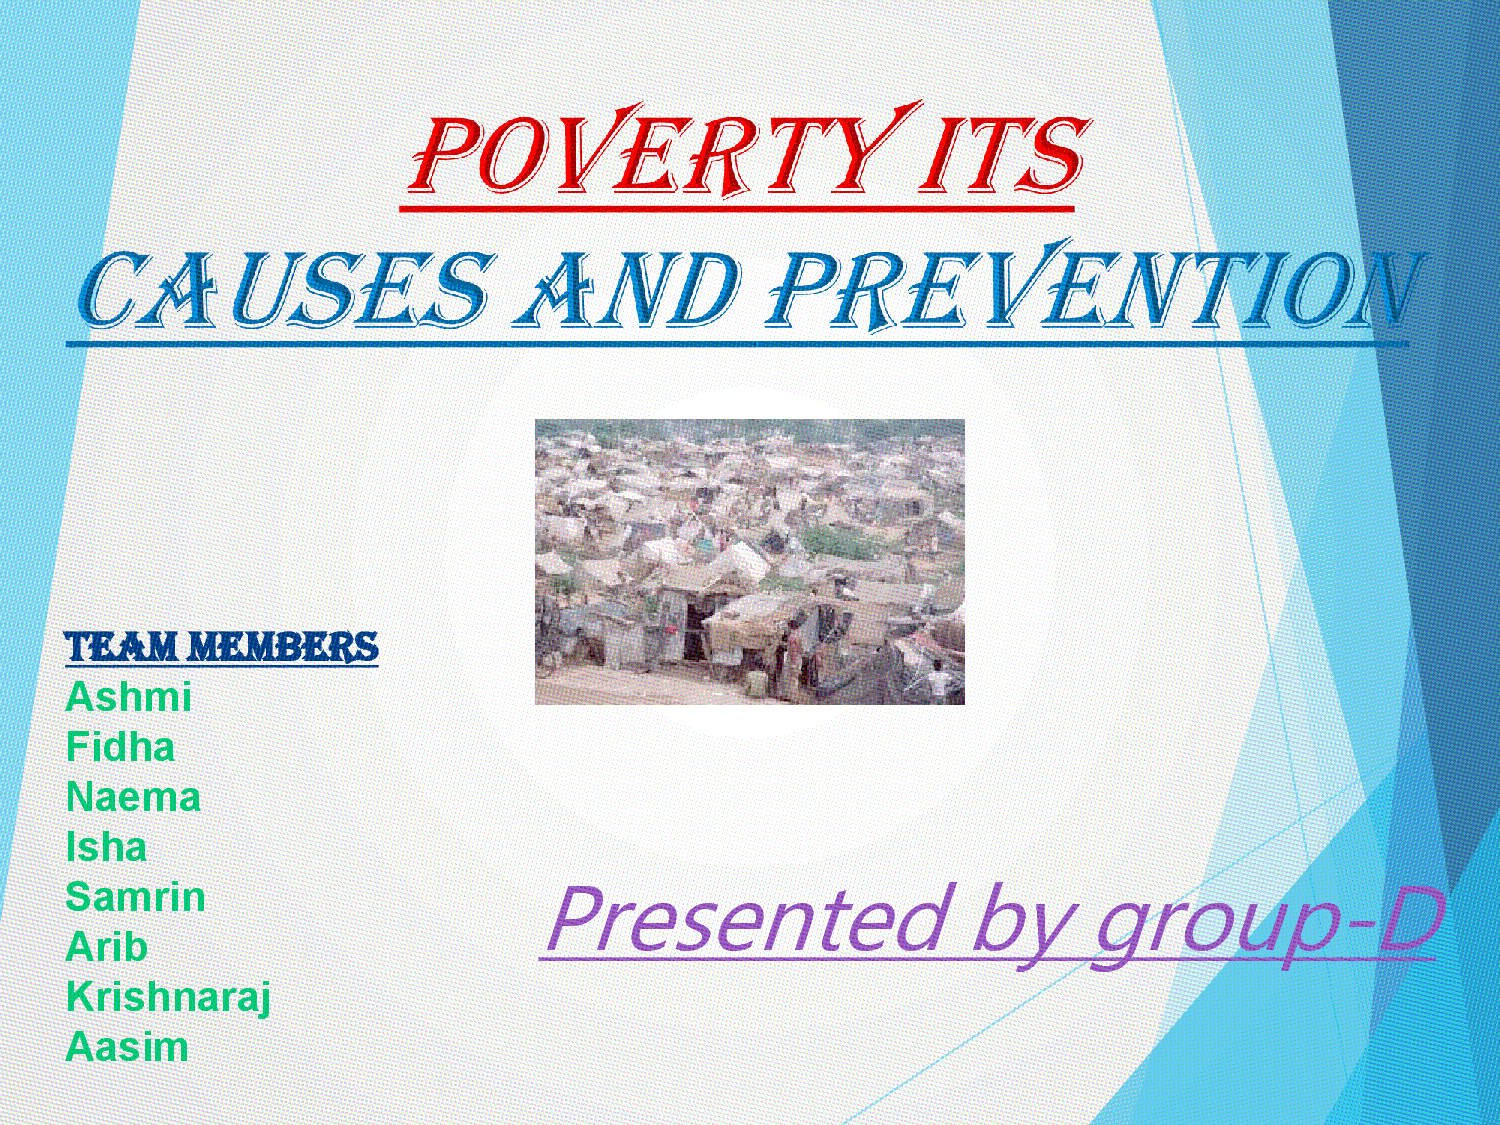 POVERTY ITS
CAUSES AND PREVENTION
TEAM MEMBERS
Ashmi
Fidha
Naema
Isha
Samrin
Arib
Krishnaraj
Aasim
Presented by group-D